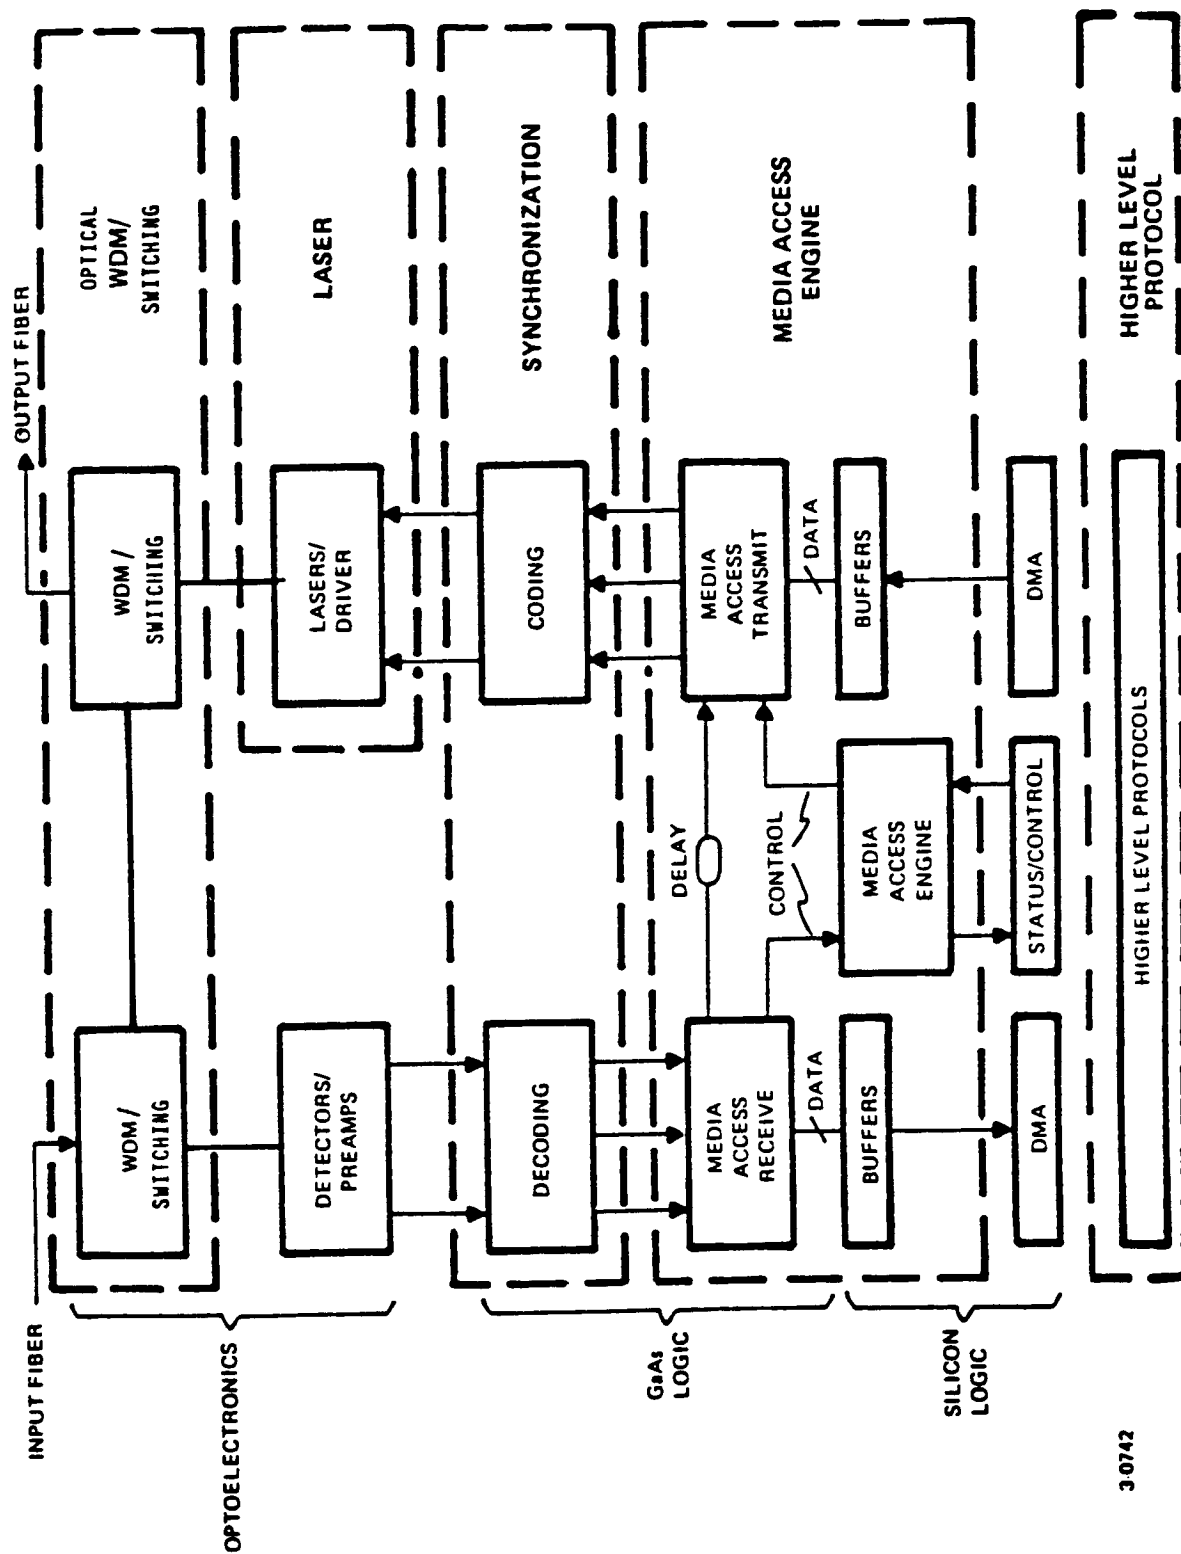 INPUT FIBER
OUTPUT FIBER
WDM/
SWITCHING
WDM/
SWITCHING
OPTICAL
WDM/
SWITCHING
OPTOELECTRONICS
DETECTORS/
PREAMPS
LASERS/
DRIVER
LASER
DECODING
CODING
SYNCHRONIZATION
GaAs
LOGIC
MEDIA
ACCESS
RECEIVE
DELAY
CONTROL
MEDIA
ACCESS
TRANSMIT
MEDIA ACCESS
ENGINE
DATA
DATA
BUFFERS
MEDIA
ACCESS
ENGINE
BUFFERS
SILICON
LOGIC
DMA
STATUS/CONTROL
DMA
HIGHER LEVEL PROTOCOLS
HIGHER LEVEL
PROTOCOL
3-0742